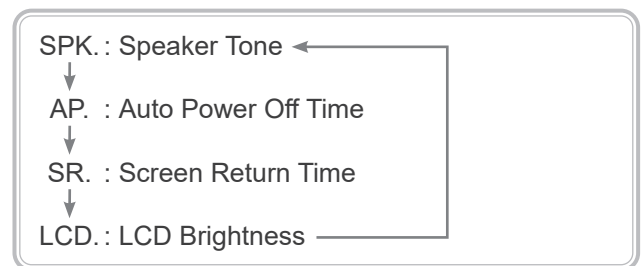 SPK. : Speaker Tone
AP. : Auto Power Off Time
SR. : Screen Return Time
LCD. : LCD Brightness